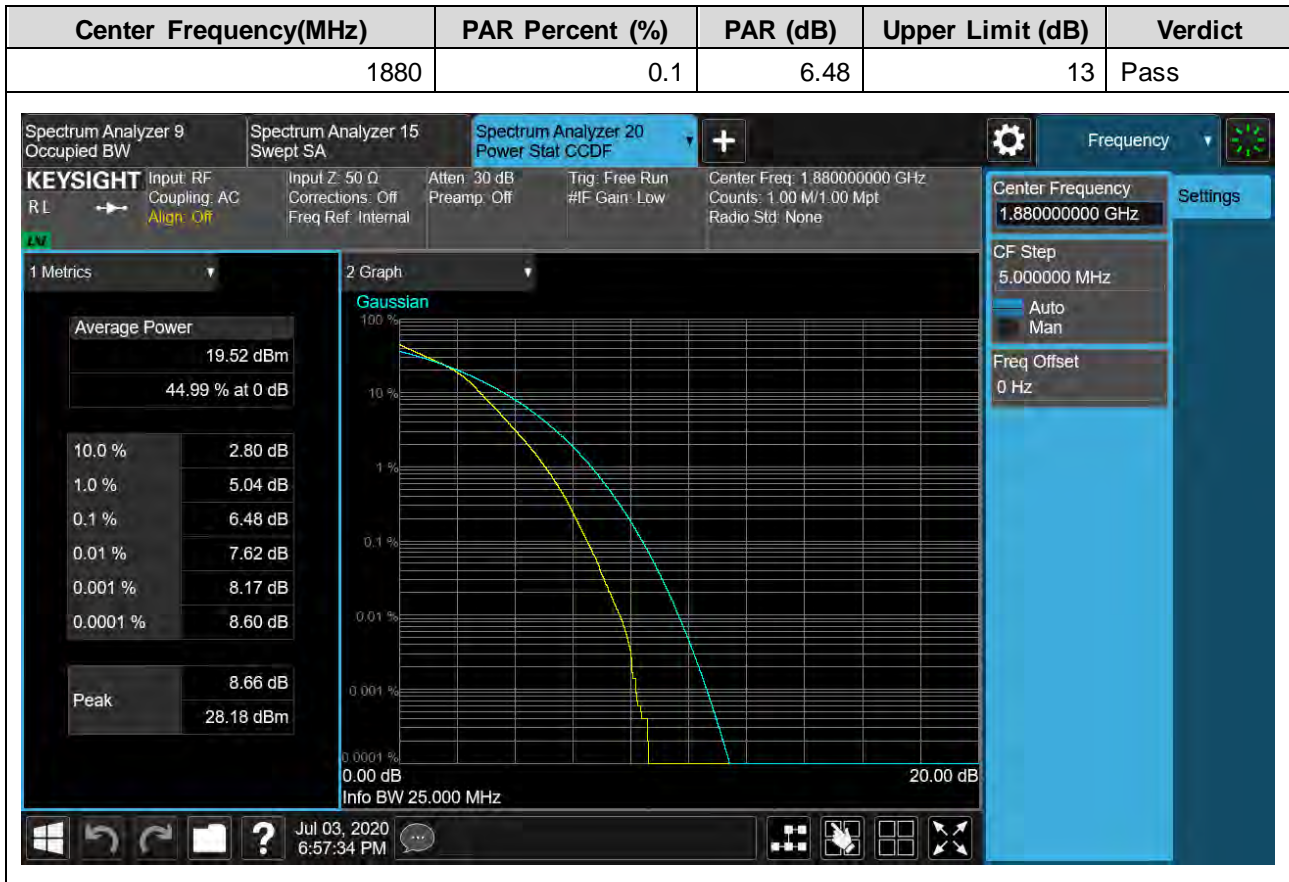 Center Frequency(MHz) PAR Percent (%) PAR (dB) Upper Limit (dB) Verdict
1880 0.1 6.48 13 Pass
Spectrum Analyzer 9 Spectrum Analyzer 15 Spectrum Analyzer 20 Frequency
Occupied BW Swept SA Power Stat CCDF
KEYSIGHT Input: RF Input Z: 50 Ω Atten: 30 dB Trig: Free Run Center Freq: 1.880000000 GHz
RL Coupling: AC Corrections: Off Preamp: Off #IF Gain: Low Counts: 1.00 M/1.00 Mpt
Align: Off Freq Ref: Internal Radio Std: None
LNI
Center Frequency Settings
1.880000000 GHz
CF Step
5.000000 MHz
Auto
Man
Freq Offset
0 Hz
1 Metrics
Average Power
19.52 dBm
44.99 % at 0 dB
10.0 % 2.80 dB
1.0 % 5.04 dB
0.1 % 6.48 dB
0.01 % 7.62 dB
0.001 % 8.17 dB
0.0001 % 8.60 dB
Peak 8.66 dB
28.18 dBm
2 Graph
Gaussian
100 %
10 %
1 %
0.1 %
0.01 %
0.001 %
0.0001 %
0.00 dB 20.00 dB
Info BW 25.000 MHz
? Jul 03, 2020
6:57:34 PM